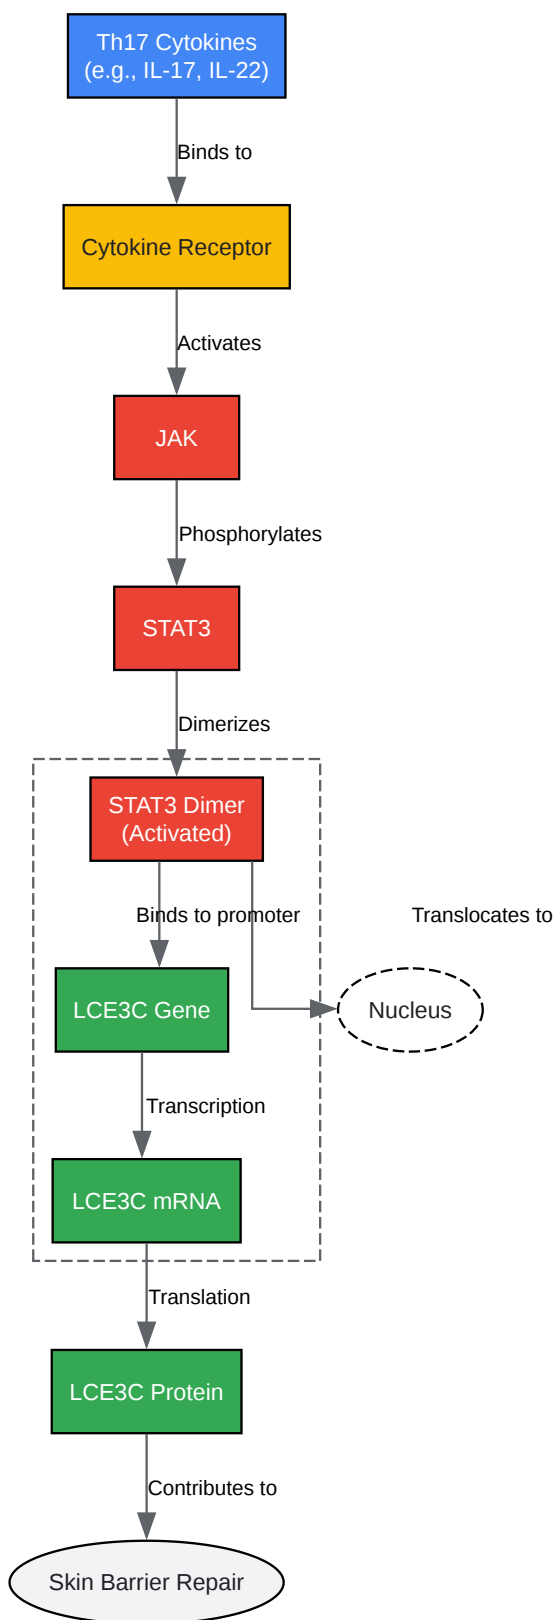 Th17 Cytokines
(e.g., IL-17, IL-22)
Binds to
Cytokine Receptor
Activates
JAK
Phosphorylates
STAT3
Dimerizes
STAT3 Dimer
(Activated)
Binds to promoter
Translocates to
LCE3C Gene
Nucleus
Transcription
LCE3C mRNA
Translation
LCE3C Protein
Contributes to
Skin Barrier Repair